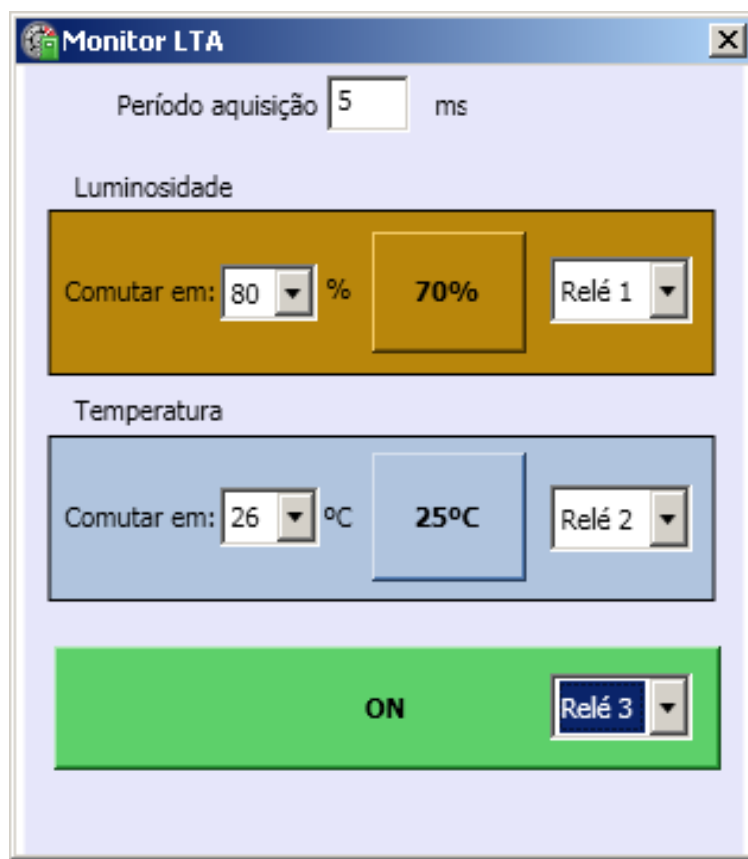 Monitor LTA
Período aquisição 5 ms
Luminosidade
Comutar em: 80 % 70% Relé 1
Temperatura
Comutar em: 26 ºC 25ºC Relé 2
ON Relé 3